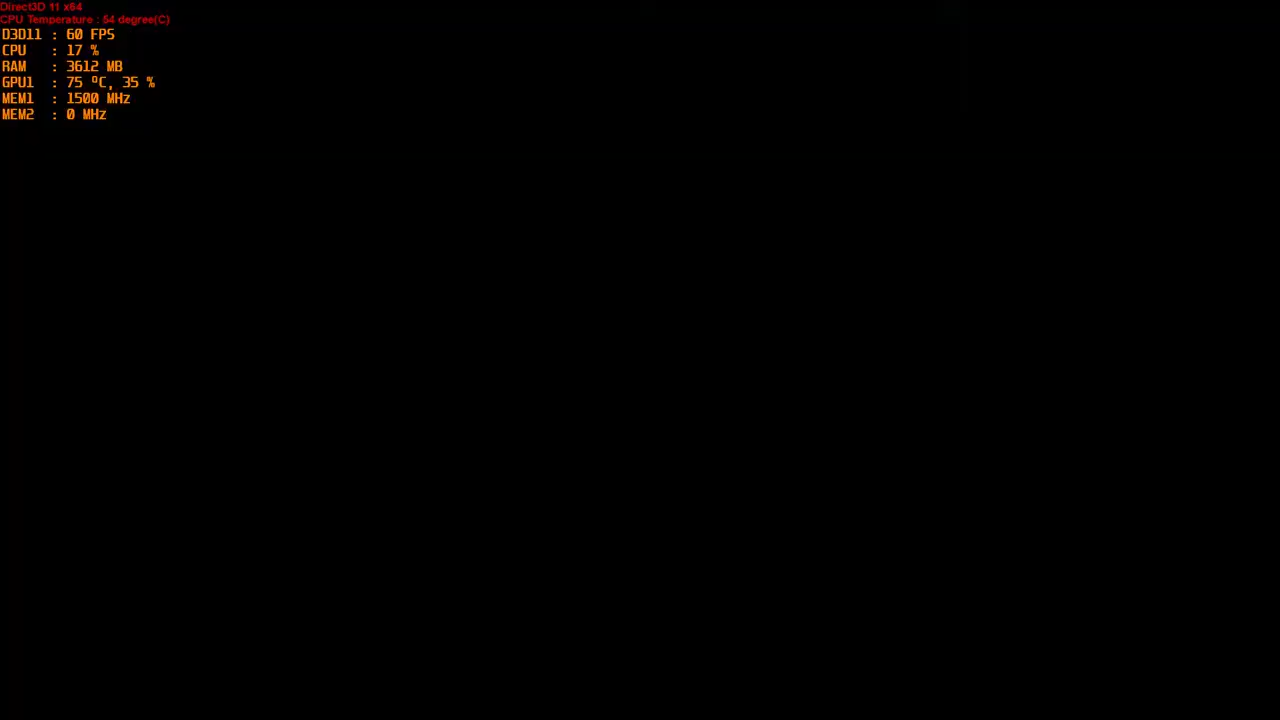 Direct3D 11 x64
CPU Temperature : 54 degree(C)
D3D11 : 60 FPS
CPU : 17 %
RAM : 3612 MB
GPU1 : 75 ºC, 35 %
MEM1 : 1500 MHz
MEM2 : 0 MHz